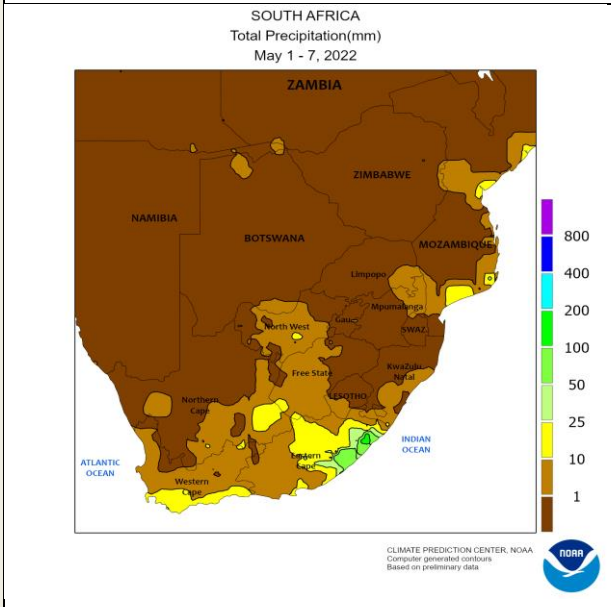 SOUTH AFRICA
Total Precipitation(mm)
May 1 - 7, 2022
ZAMBIA
ZIMBABWE
NAMIBIA
BOTSWANA
MOZAMBIQUE
Limpopo
Mpumalanga
Gau
North West
SWAZ.
Free State
KwaZulu
Natal
LESOTHO
Northern
Cape
Eastern
Cape
INDIAN
OCEAN
ATLANTIC
OCEAN
Western
Cape
800
400
200
100
50
25
10
1
CLIMATE PREDICTION CENTER, NOAA
Computer generated contours
Based on preliminary data
NOAA